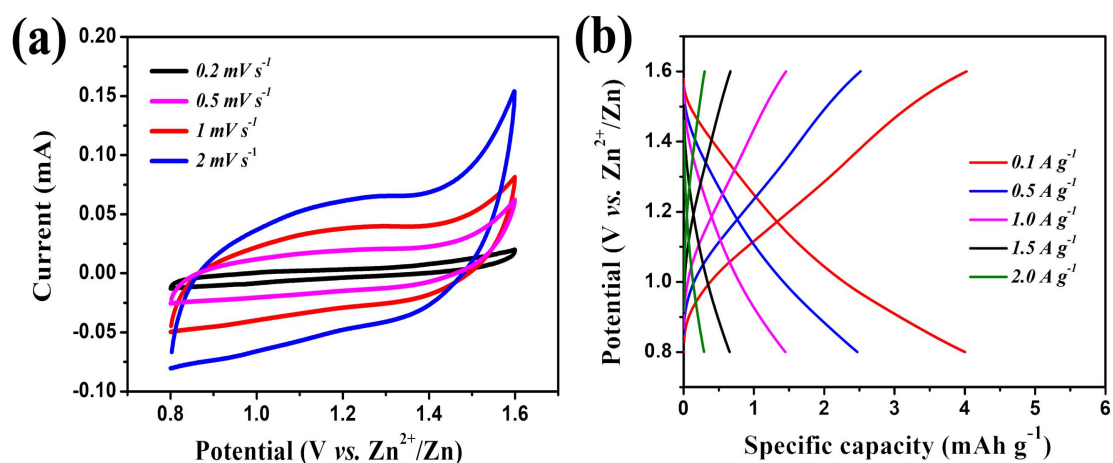 (a)
0.20
0.15
0.10
0.05
0.00
-0.05
-0.10
Current (mA)
0.2 mV s⁻¹
0.5 mV s⁻¹
1 mV s⁻¹
2 mV s⁻¹
0.8 1.0 1.2 1.4 1.6
Potential (V vs. Zn²⁺/Zn)
(b)
1.6
1.4
1.2
1.0
0.8
Potential (V vs. Zn²⁺/Zn)
0.1 A g⁻¹
0.5 A g⁻¹
1.0 A g⁻¹
1.5 A g⁻¹
2.0 A g⁻¹
0 1 2 3 4 5 6
Specific capacity (mAh g⁻¹)